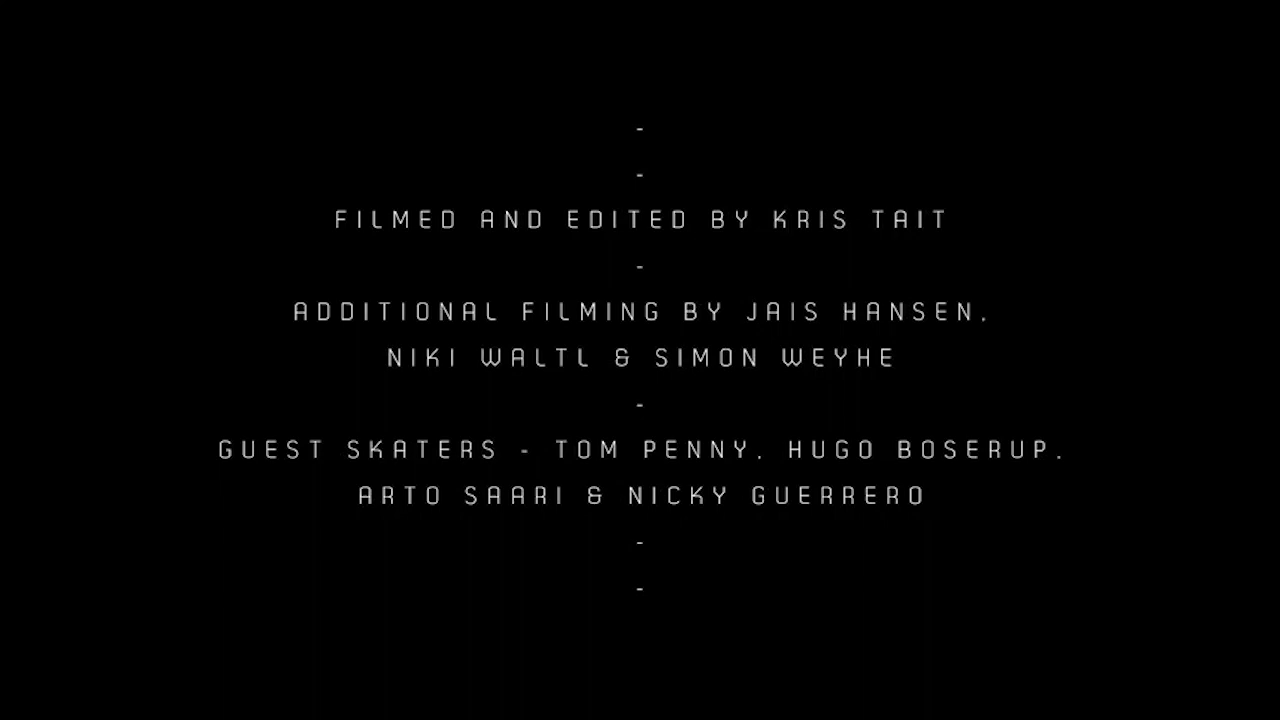 -
-
FILMED AND EDITED BY KRIS TAIT
-
ADDITIONAL FILMING BY JAIS HANSEN,
NIKI WALTL & SIMON WEYHE
-
GUEST SKATERS - TOM PENNY, HUGO BOSERUP,
ARTO SAARI & NICKY GUERRERO
-
-